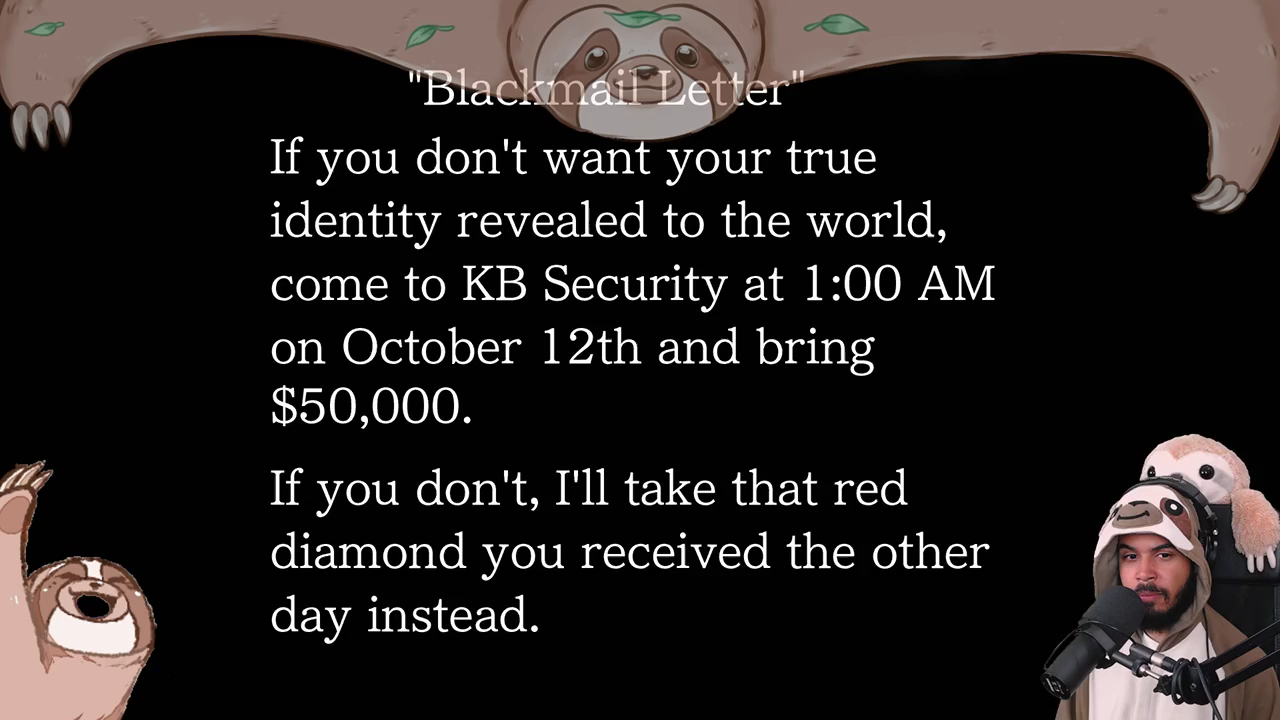 "Blackmail Letter"
If you don't want your true
identity revealed to the world,
come to KB Security at 1:00 AM
on October 12th and bring
$50,000.
If you don't, I'll take that red
diamond you received the other
day instead.